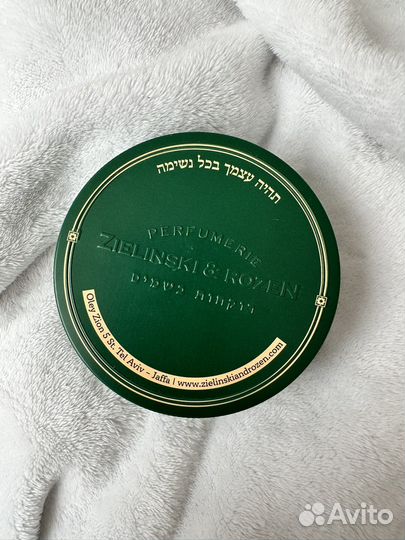 תהיה עצמך בכל נשימה
PERFUMERIE
ZIELINSKI & ROZEN
רוקחות בשמים
Oley Zion 5 St. Tel Aviv - Jaffa | www.zielinskiandrozen.com
Avito